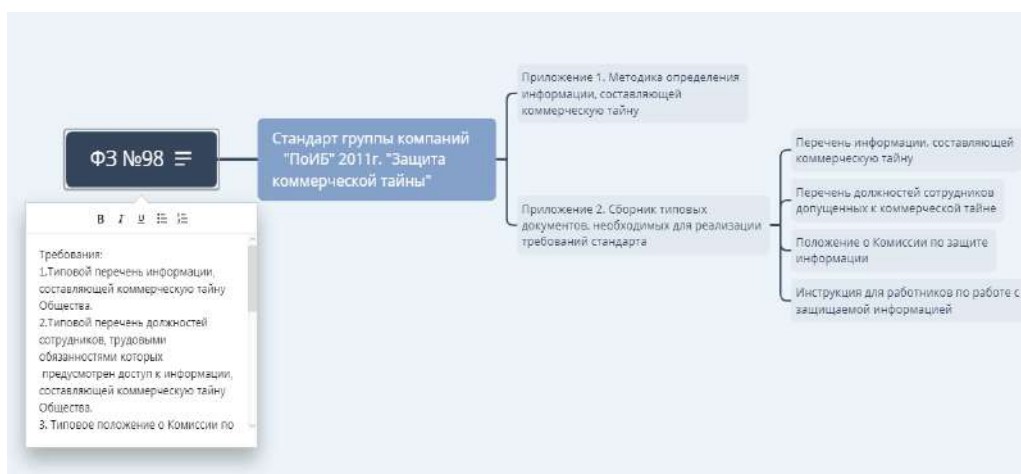 ФЗ №98
Стандарт группы компаний
"ПоИБ" 2011г. "Защита
коммерческой тайны"
Приложение 1. Методика определения
информации, составляющей
коммерческую тайну
Приложение 2. Сборник типовых
документов, необходимых для реализации
требований стандарта
Перечень информации, составляющей
коммерческую тайну
Перечень должностей сотрудников
допущенных к коммерческой тайне
Положение о Комиссии по защите
информации
Инструкция для работников по работе с
защищаемой информацией
B I U
Требования:
1.Типовой перечень информации,
составляющей коммерческую тайну
Общества.
2.Типовой перечень должностей
сотрудников, трудовыми
обязанностями которых
предусмотрен доступ к информации,
составляющей коммерческую тайну
Общества.
3. Типовое положение о Комиссии по